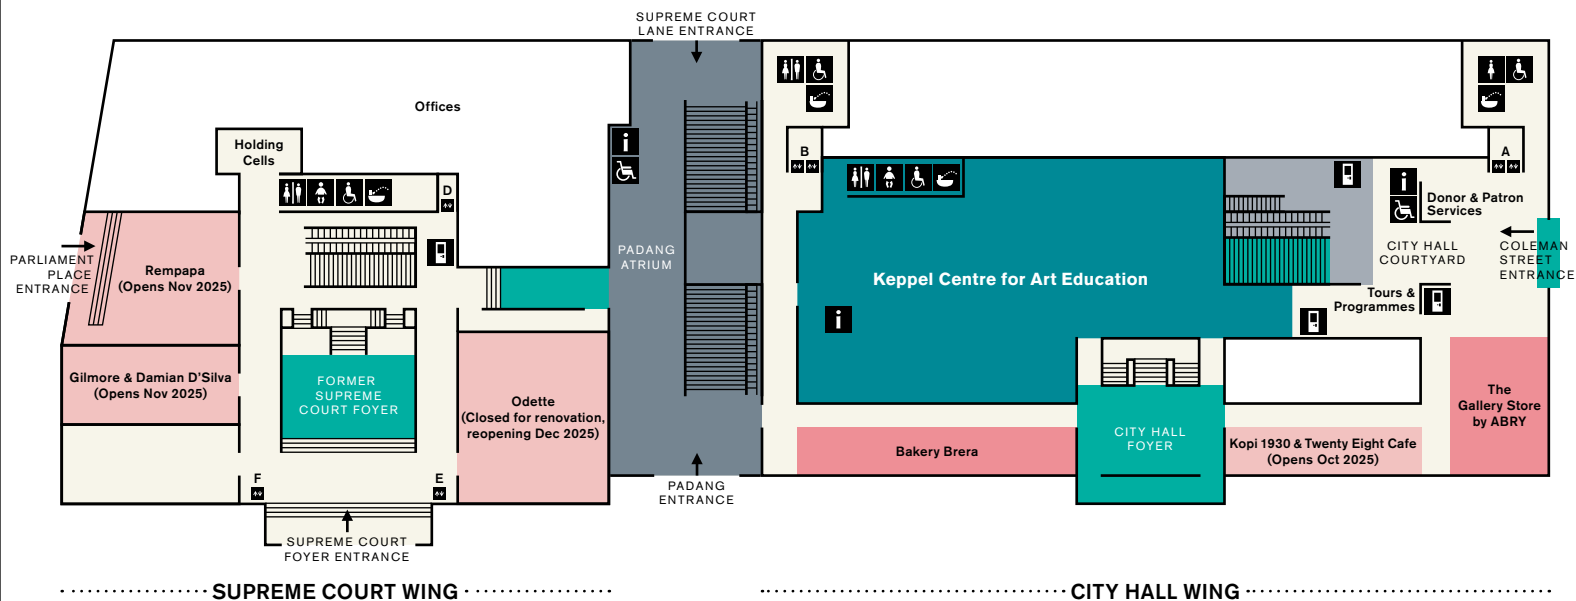 SUPREME COURT
LANE ENTRANCE
Offices
Holding
Cells
D
B
A
Donor & Patron
Services
PARLIAMENT
PLACE
ENTRANCE
Rempapa
(Opens Nov 2025)
PADANG
ATRIUM
Keppel Centre for Art Education
CITY HALL
COURTYARD
COLEMAN
STREET
ENTRANCE
Tours &
Programmes
Gilmore & Damian D'Silva
(Opens Nov 2025)
FORMER
SUPREME
COURT FOYER
Odette
(Closed for renovation,
reopening Dec 2025)
The
Gallery Store
by ABRY
Bakery Brera
CITY HALL
FOYER
Kopi 1930 & Twenty Eight Cafe
(Opens Oct 2025)
F
E
PADANG
ENTRANCE
SUPREME COURT
FOYER ENTRANCE
SUPREME COURT WING
CITY HALL WING